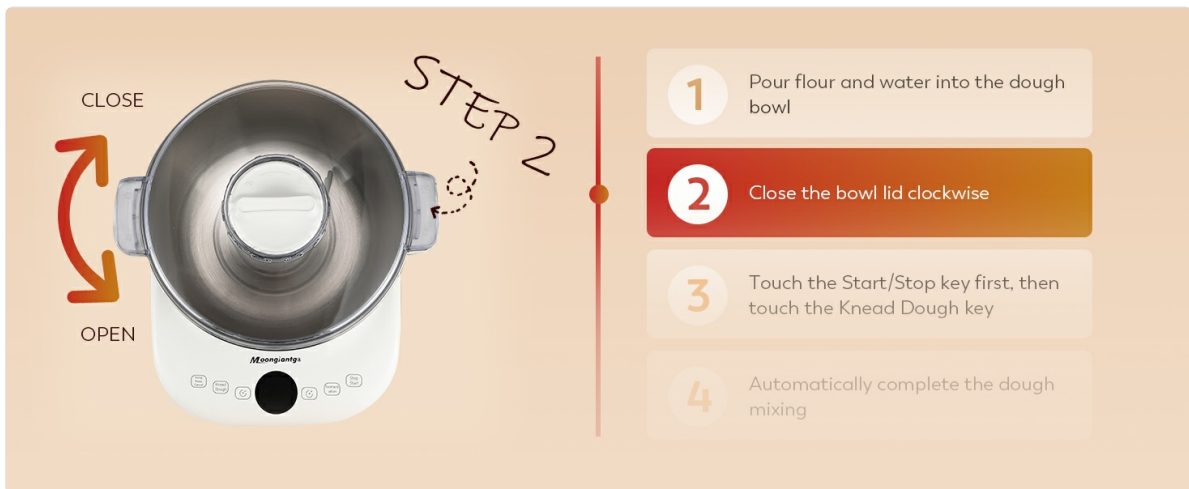 CLOSE
STEP 2
OPEN
Moongiantgo
Knead
Dough
1
Pour flour and water into the dough
bowl
2
Close the bowl lid clockwise
3
Touch the Start/Stop key first, then
touch the Knead Dough key
4
Automatically complete the dough
mixing